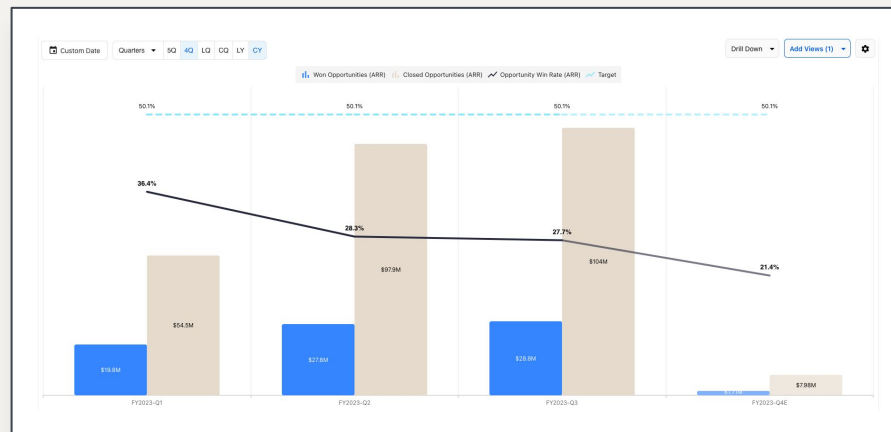 Custom Date Quarters 5Q 4Q LQ CQ LY CY Drill Down Add Views (1)
Won Opportunities (ARR) Closed Opportunities (ARR) Opportunity Win Rate (ARR) Target
50.1% 50.1% 50.1% 50.1%
36.4%
28.3%
27.7%
21.4%
$104M
$97.9M
$54.5M
$27.8M
$28.8M
$19.8M
$7.98M
FY2023-Q1 FY2023-Q2 FY2023-Q3 FY2023-Q4E